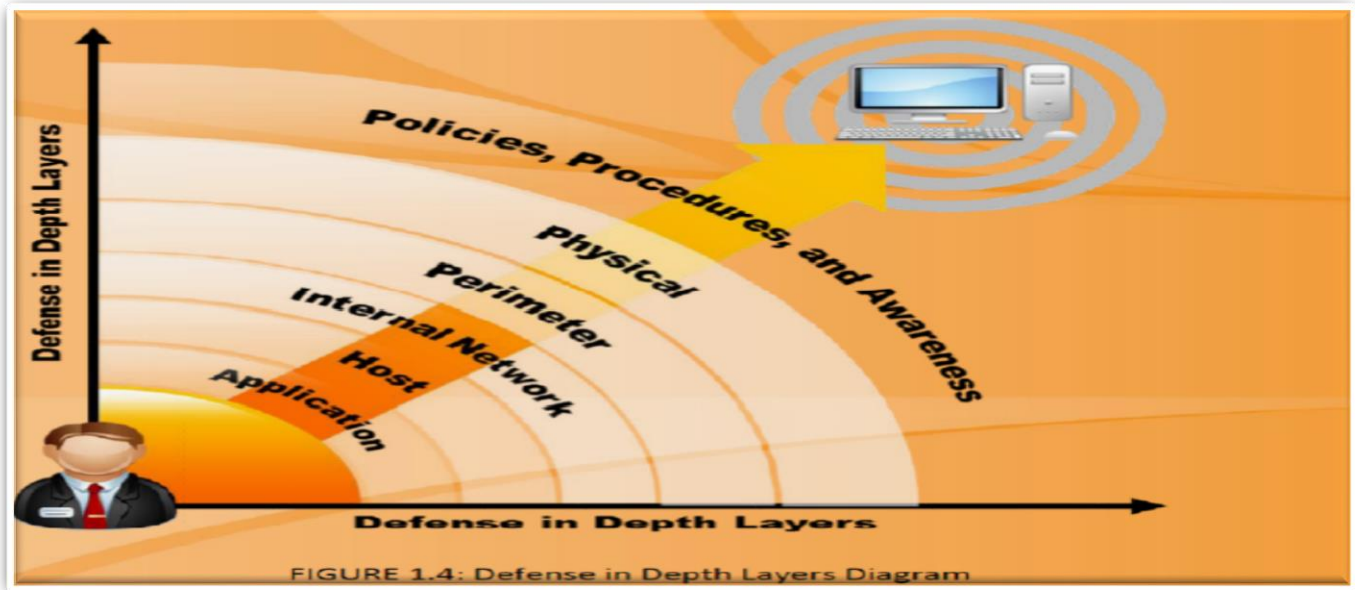 Defense in Depth Layers
Policies, Procedures, and Awareness
Physical
Perimeter
Internal Network
Host
Application
Defense in Depth Layers
FIGURE 1.4: Defense in Depth Layers Diagram